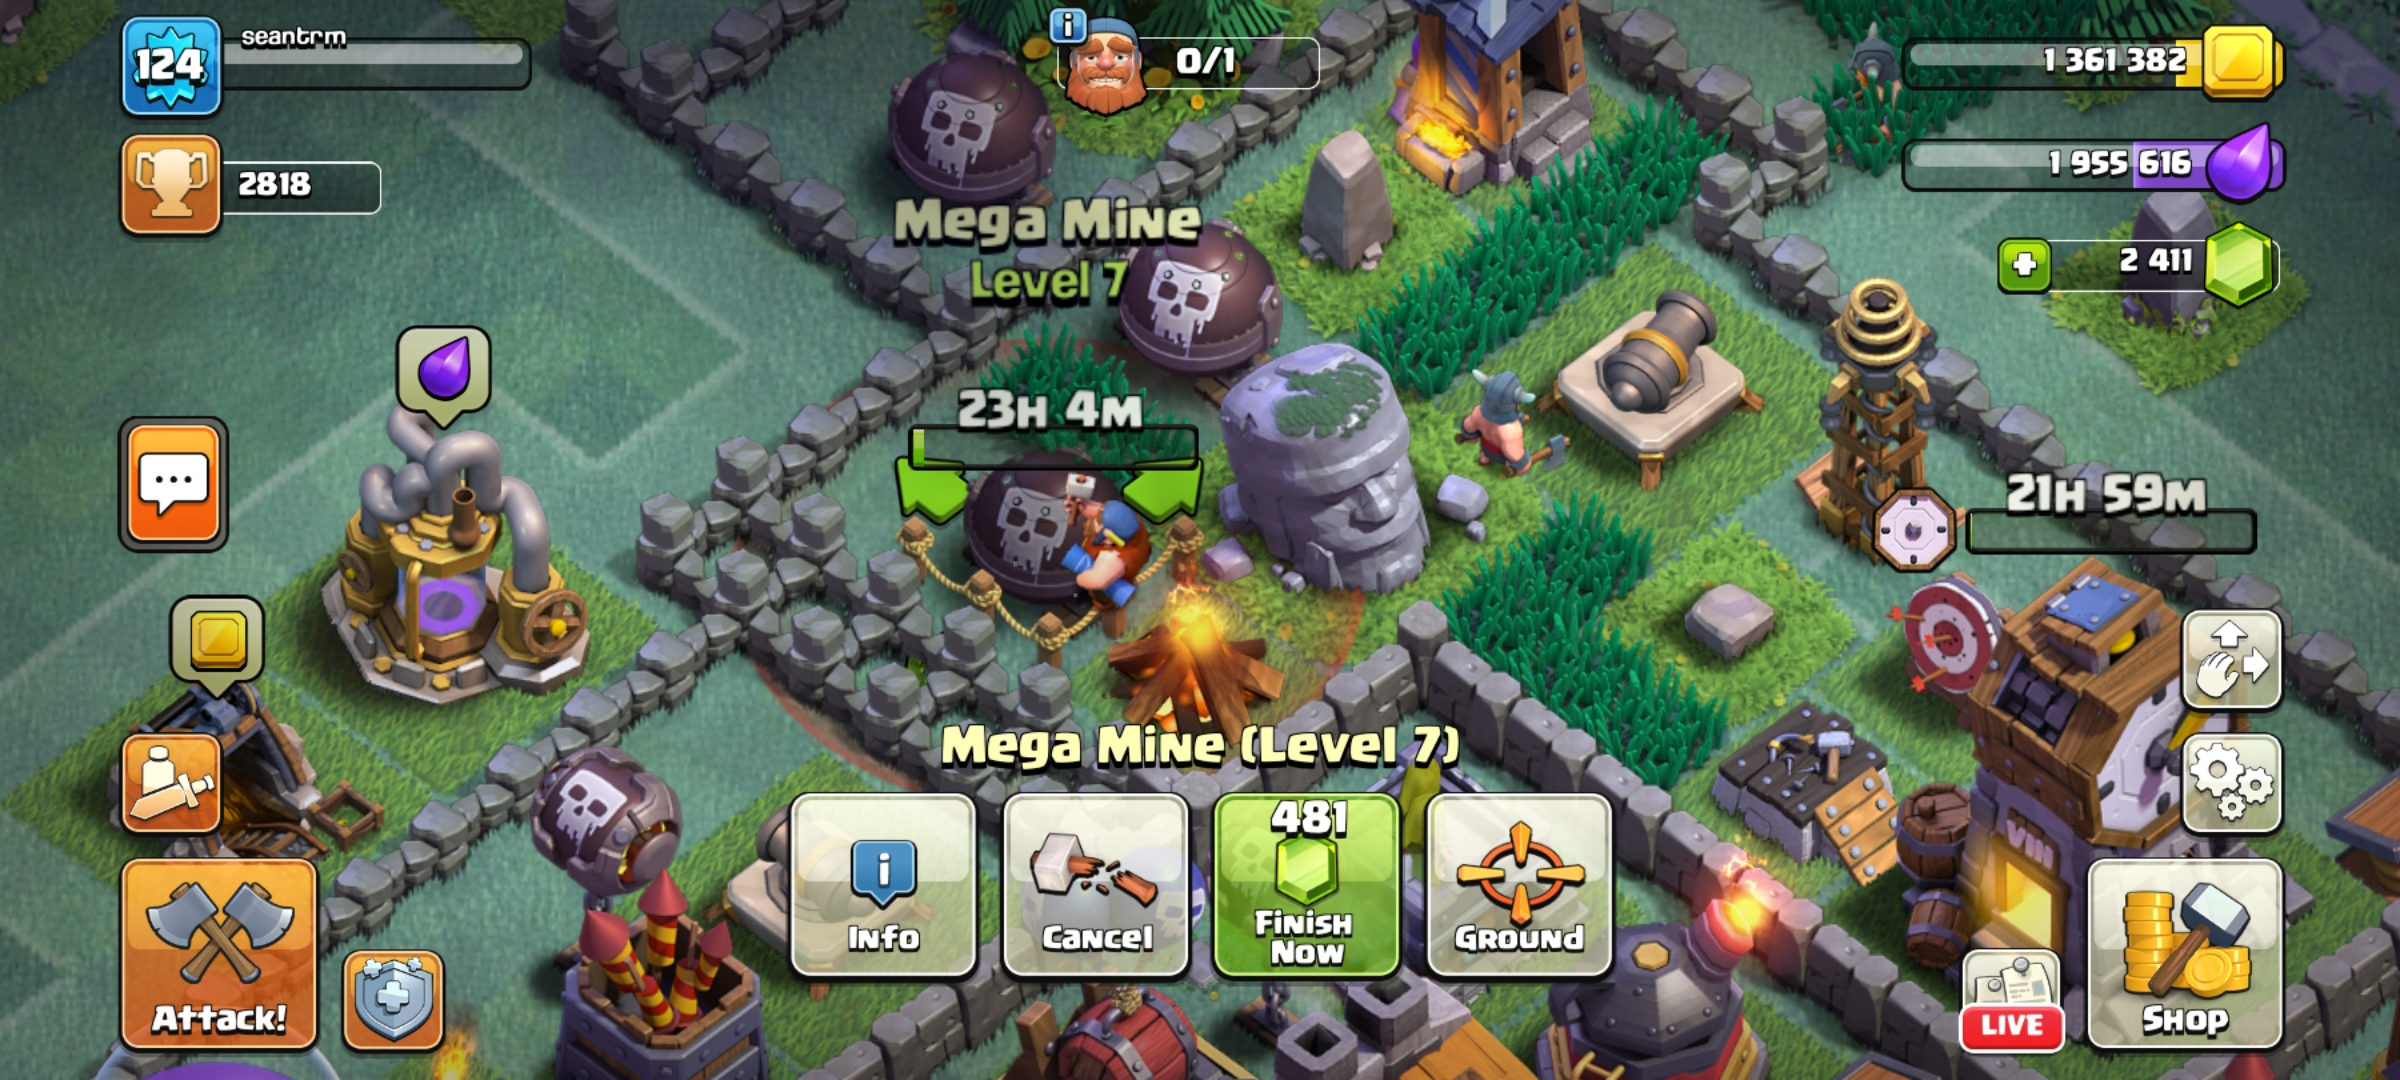 124
seantrm
0/1
1 361 382
2818
1 955 616
2 411
Mega Mine
Level 7
23H 4M
21H 59M
Mega Mine (Level 7)
VIII
Info
Cancel
481
Finish
Now
Ground
Attack!
LIVE
Shop